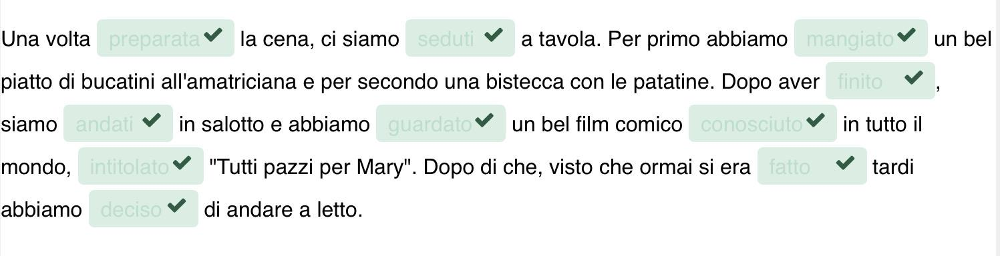 Una volta preparata la cena, ci siamo seduti a tavola. Per primo abbiamo mangiato un bel
piatto di bucatini all'amatriciana e per secondo una bistecca con le patatine. Dopo aver finito,
siamo andati in salotto e abbiamo guardato un bel film comico conosciuto in tutto il
mondo, intitolato "Tutti pazzi per Mary". Dopo di che, visto che ormai si era fatto tardi
abbiamo deciso di andare a letto.